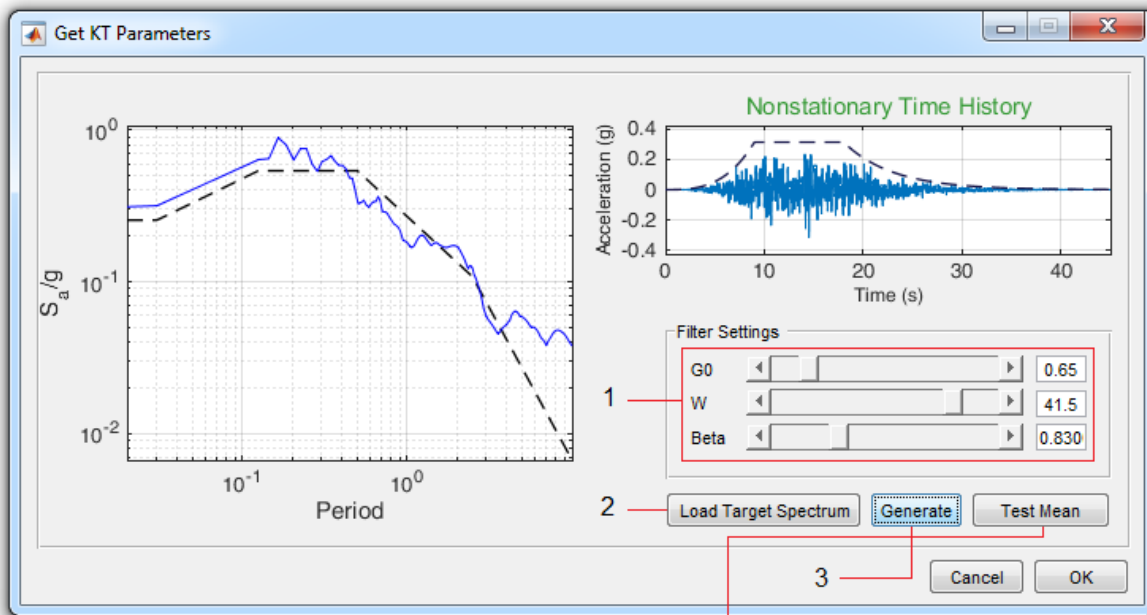 Get KT Parameters
10^0
10^-1
10^-2
S_a/g
10^-1
10^0
Period
Nonstationary Time History
0.4
0.2
0
-0.2
-0.4
Acceleration (g)
0
10
20
30
40
Time (s)
Filter Settings
1
G0
0.65
W
41.5
Beta
0.830
2
Load Target Spectrum
Generate
Test Mean
3
Cancel
OK